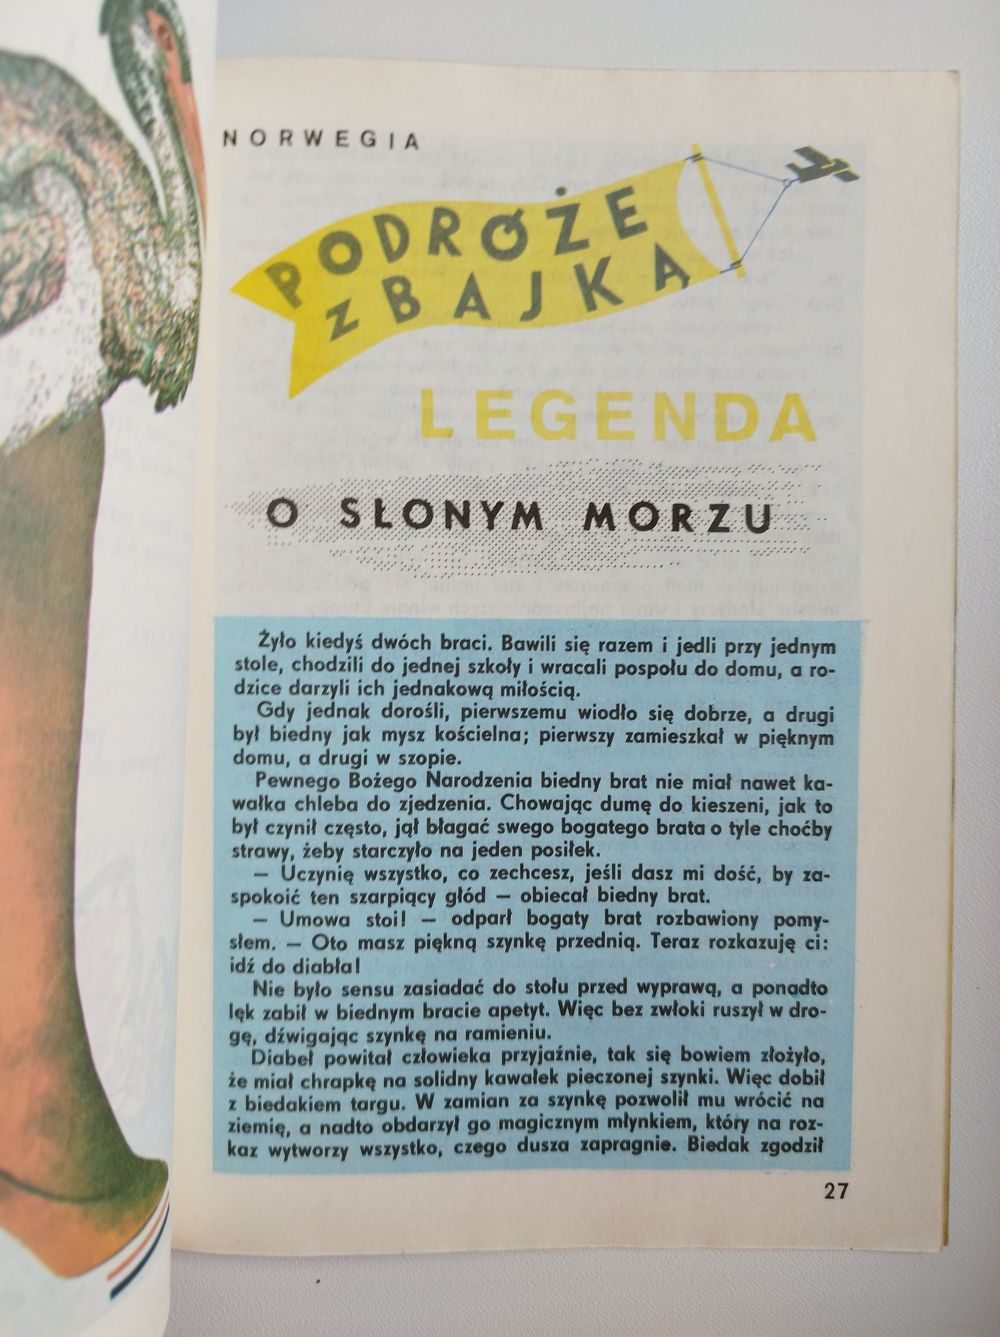 NORWEGIA
PODRÓŻE
Z BAJKĄ
LEGENDA
O SŁONYM MORZU
Żyło kiedyś dwóch braci. Bawili się razem i jedli przy jednym
stole, chodzili do jednej szkoły i wracali pospołu do domu, a ro-
dzice darzyli ich jednakową miłością.
Gdy jednak dorośli, pierwszemu wiodło się dobrze, a drugi
był biedny jak mysz kościelna; pierwszy zamieszkał w pięknym
domu, a drugi w szopie.
Pewnego Bożego Narodzenia biedny brat nie miał nawet ka-
wałka chleba do zjedzenia. Chowając dumę do kieszeni, jak to
był czynił często, jął błagać swego bogatego brata o tyle choćby
strawy, żeby starczyło na jeden posiłek.
— Uczynię wszystko, co zechcesz, jeśli dasz mi dość, by za-
spokoić ten szarpiący głód — obiecał biedny brat.
— Umowa stoi! — odparł bogaty brat rozbawiony pomy-
słem. — Oto masz piękną szynkę przednią. Teraz rozkazuję ci:
idź do diabła!
Nie było sensu zasiadać do stołu przed wyprawą, a ponadto
lęk zabił w biednym bracie apetyt. Więc bez zwłoki ruszył w dro-
gę, dźwigając szynkę na ramieniu.
Diabeł powitał człowieka przyjaźnie, tak się bowiem złożyło,
że miał chrapkę na solidny kawałek pieczonej szynki. Więc dobił
z biedakiem targu. W zamian za szynkę pozwolił mu wrócić na
ziemię, a nadto obdarzył go magicznym młynkiem, który na roz-
kaz wytworzy wszystko, czego dusza zapragnie. Biedak zgodził
27